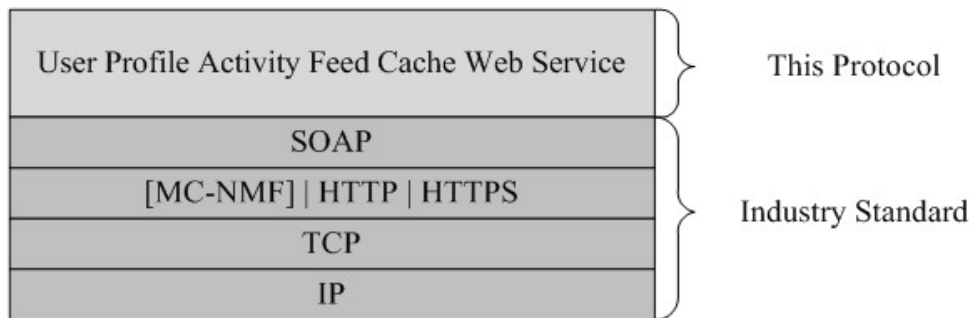 User Profile Activity Feed Cache Web Service
This Protocol
SOAP
[MC-NMF] | HTTP | HTTPS
TCP
IP
Industry Standard